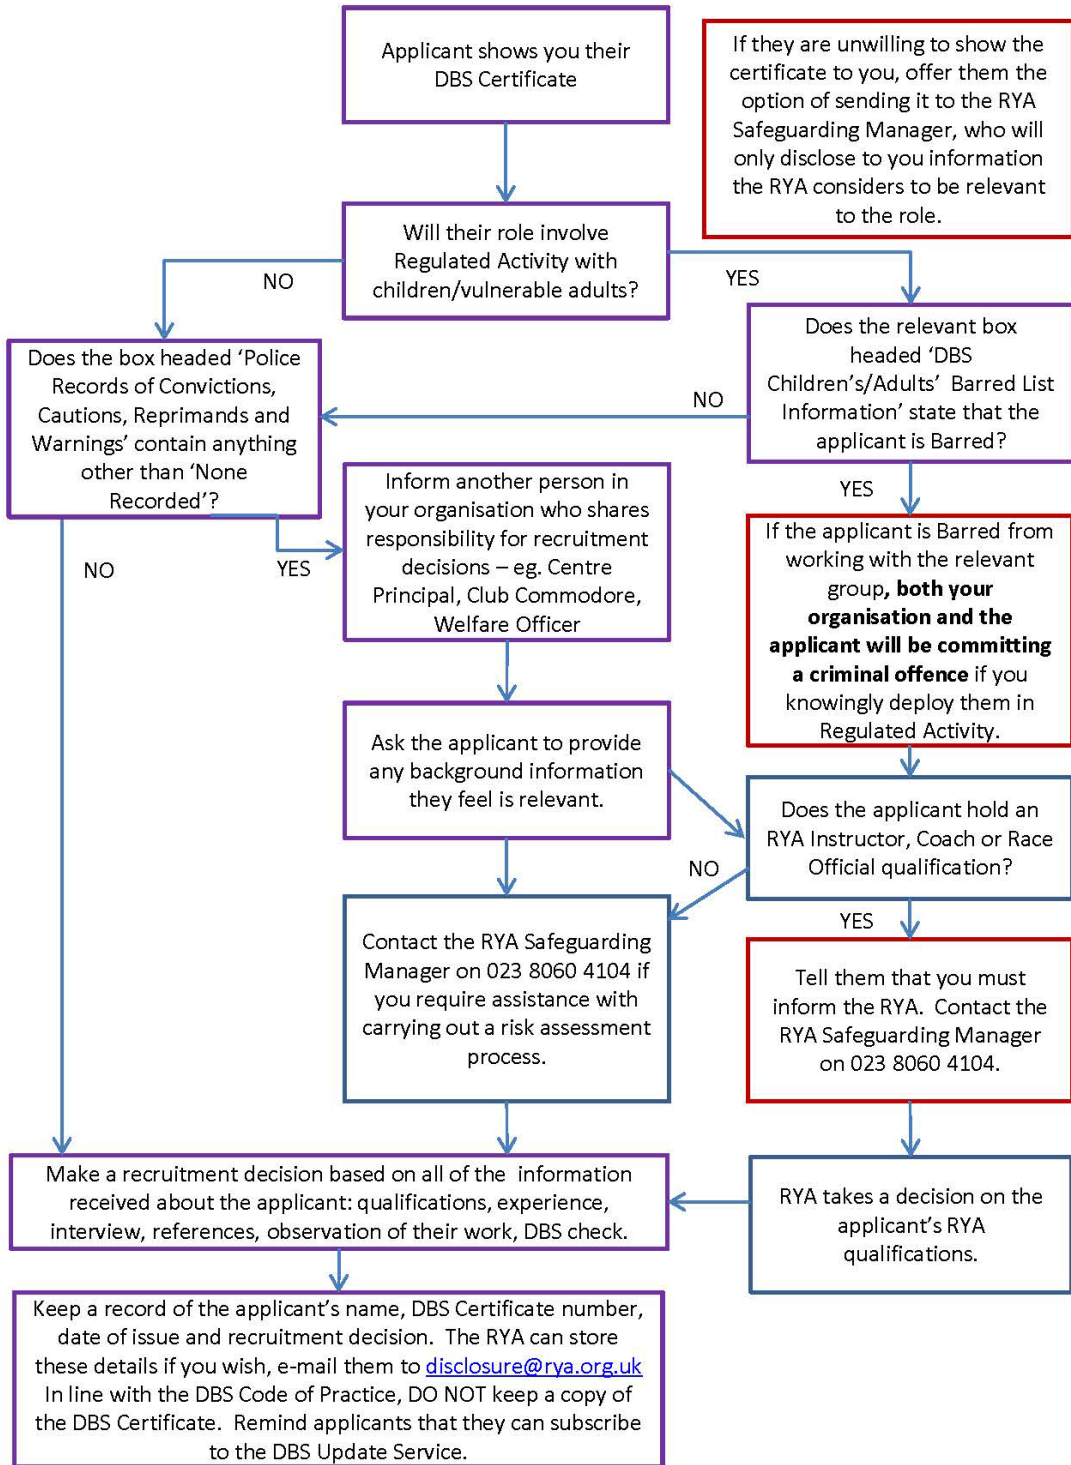 Applicant shows you their
DBS Certificate
If they are unwilling to show the
certificate to you, offer them the
option of sending it to the RYA
Safeguarding Manager, who will
only disclose to you information
the RYA considers to be relevant
to the role.
Will their role involve
Regulated Activity with
children/vulnerable adults?
NO
YES
Does the box headed ‘Police
Records of Convictions,
Cautions, Reprimands and
Warnings’ contain anything
other than ‘None
Recorded’?
Does the relevant box
headed ‘DBS
Children’s/Adults’ Barred List
Information’ state that the
applicant is Barred?
NO
YES
NO
YES
Inform another person in
your organisation who shares
responsibility for recruitment
decisions – eg. Centre
Principal, Club Commodore,
Welfare Officer
If the applicant is Barred from
working with the relevant
group, both your
organisation and the
applicant will be committing
a criminal offence if you
knowingly deploy them in
Regulated Activity.
Ask the applicant to provide
any background information
they feel is relevant.
Does the applicant hold an
RYA Instructor, Coach or Race
Official qualification?
NO
YES
Contact the RYA Safeguarding
Manager on 023 8060 4104 if
you require assistance with
carrying out a risk assessment
process.
Tell them that you must
inform the RYA. Contact the
RYA Safeguarding Manager
on 023 8060 4104.
Make a recruitment decision based on all of the information
received about the applicant: qualifications, experience,
interview, references, observation of their work, DBS check.
RYA takes a decision on the
applicant’s RYA
qualifications.
Keep a record of the applicant’s name, DBS Certificate number,
date of issue and recruitment decision. The RYA can store
these details if you wish, e-mail them to disclosure@rya.org.uk
In line with the DBS Code of Practice, DO NOT keep a copy of
the DBS Certificate. Remind applicants that they can subscribe
to the DBS Update Service.